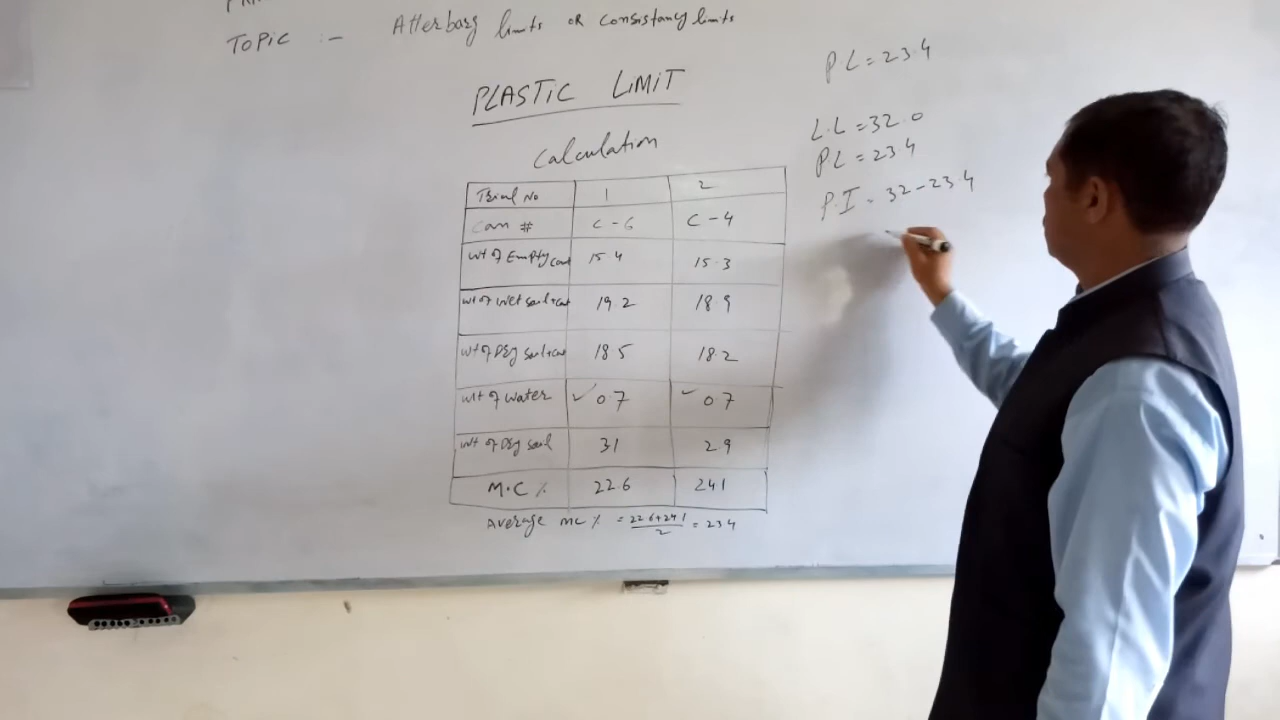 TOPIC :- Atterbarg limits OR Consistancy limits
PLASTIC LIMIT
Calculation
Trial No 1 2
Can # C-6 C-4
wt of Empty can 15.4 15.3
wt of wet soil+can 19.2 18.9
wt of Dry soil+can 18.5 18.2
wt of water ✓ 0.7 ✓ 0.7
wt of Dry soil 3.1 2.9
M.C % 22.6 24.1
Average mc % = 22.6+24.1/2 = 23.4
P.L = 23.4
L.L = 32.0
PL = 23.4
P.I = 32-23.4